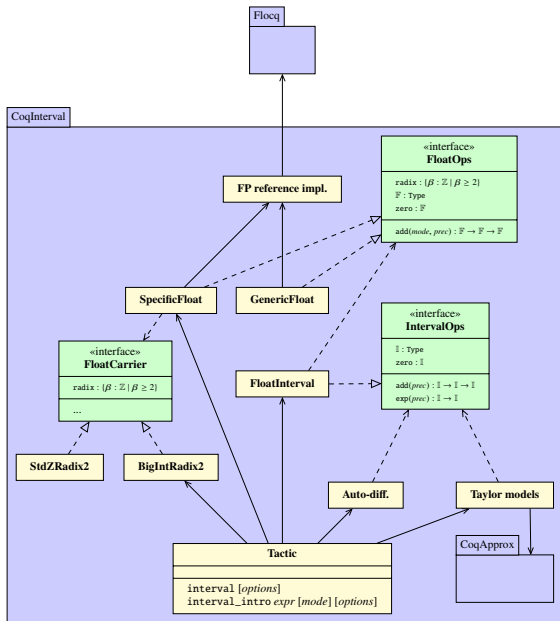 Flocq
CoqInterval
«interface»
FloatOps
radix : {β : ℤ | β ≥ 2}
𝔽 : Type
zero : 𝔽
add(mode, prec) : 𝔽 → 𝔽 → 𝔽
FP reference impl.
SpecificFloat
GenericFloat
«interface»
IntervalOps
𝕀 : Type
zero : 𝕀
add(prec) : 𝕀 → 𝕀 → 𝕀
exp(prec) : 𝕀 → 𝕀
«interface»
FloatCarrier
radix : {β : ℤ | β ≥ 2}
...
FloatInterval
StdZRadix2
BigIntRadix2
Auto-diff.
Taylor models
Tactic
interval [options]
interval_intro expr [mode] [options]
CoqApprox